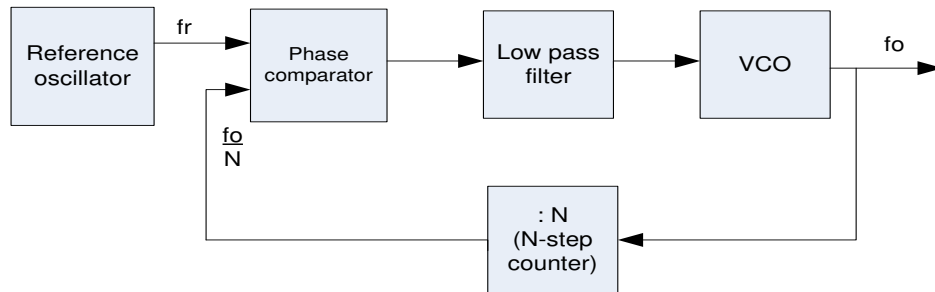 Reference
oscillator
fr
Phase
comparator
Low pass
filter
VCO
fo
fo
N
: N
(N-step
counter)